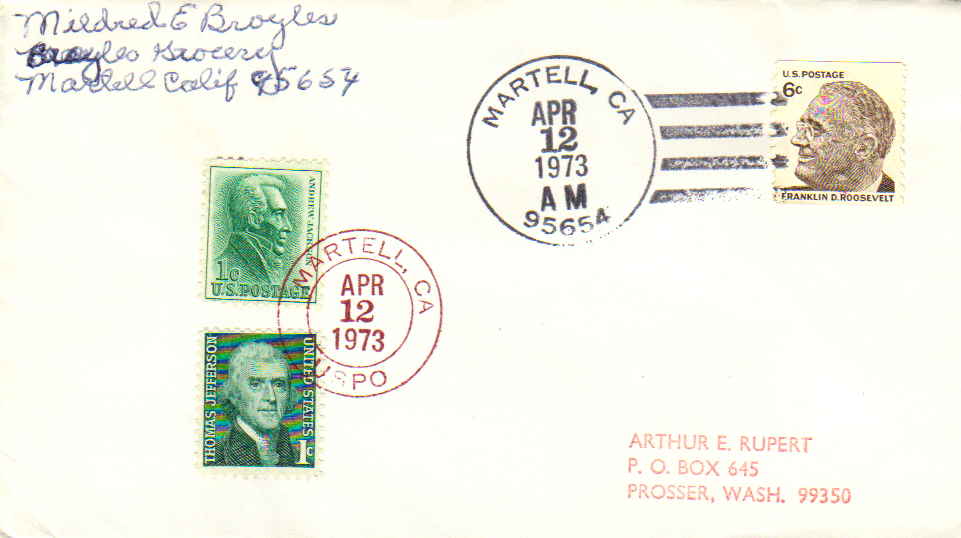 Mildred E Broyles
Broyles Grocery
Martell Calif 95654
MARTELL, CA
APR
12
1973
AM
95654
U.S. POSTAGE
6c
FRANKLIN D. ROOSEVELT
ANDREW JACKSON
1c
U.S. POSTAGE
MARTELL, CA
APR
12
1973
USPO
THOMAS JEFFERSON
UNITED STATES
1c
ARTHUR E. RUPERT
P. O. BOX 645
PROSSER, WASH. 99350